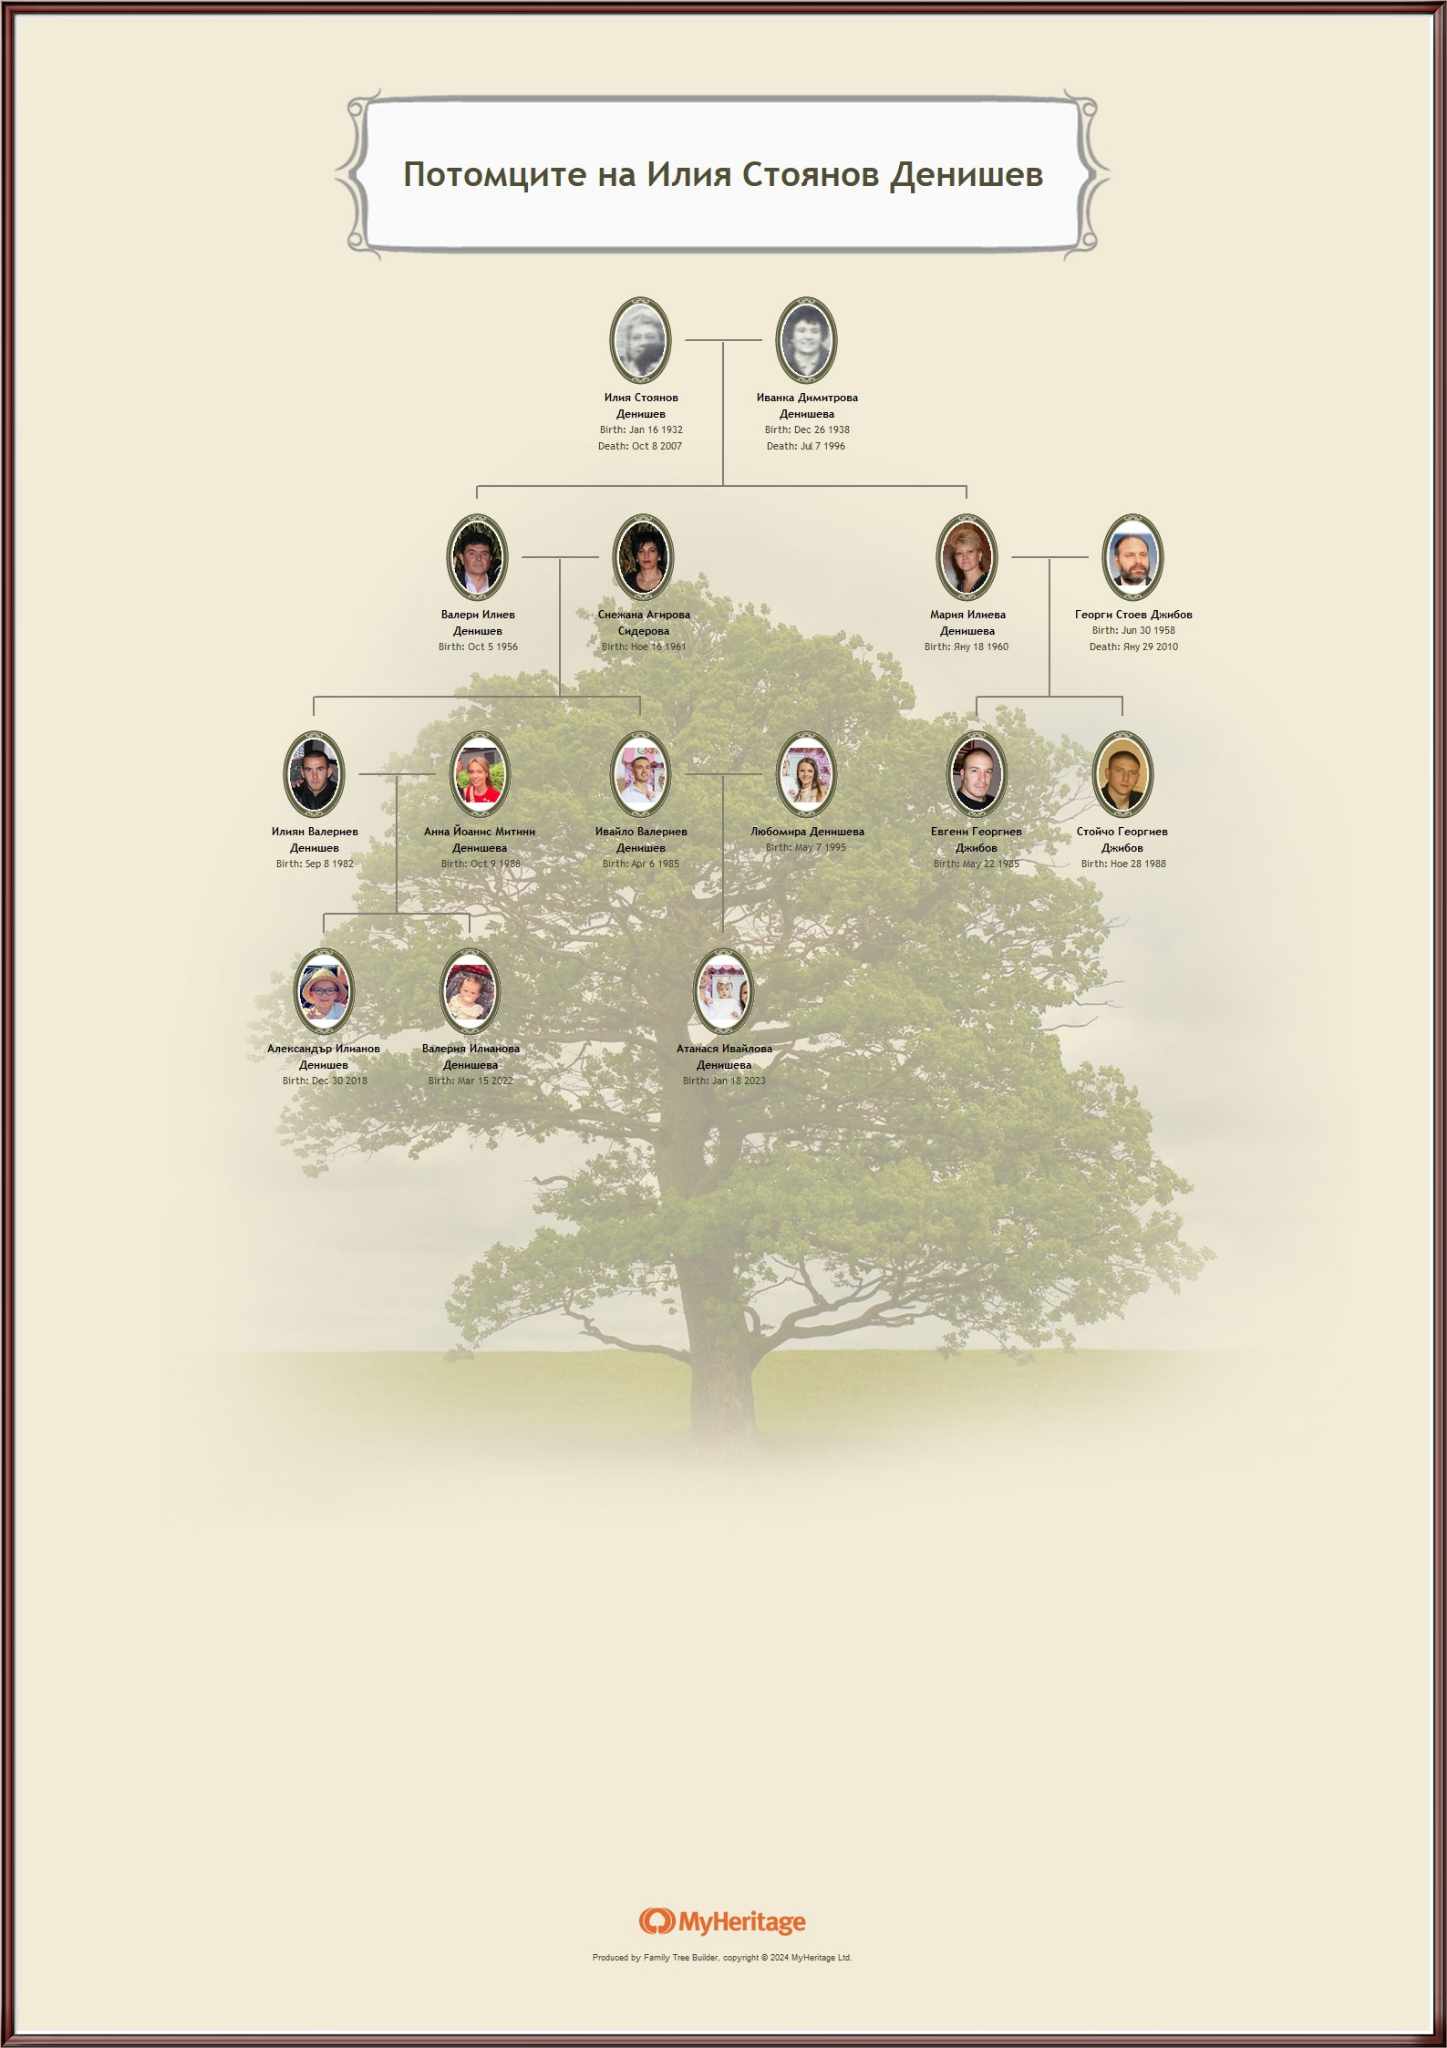 Потомците на Илия Стоянов Денишев
Илия Стоянов
Денишев
Birth: Jan 16 1932
Death: Oct 8 2007
Иванка Димитрова
Денишева
Birth: Dec 26 1938
Death: Jul 7 1996
Валери Илиев
Денишев
Birth: Oct 5 1956
Снежана Агирова
Сидерова
Birth: Ное 16 1961
Мария Илиева
Денишева
Birth: Яну 18 1960
Георги Стоев Джибов
Birth: Jun 30 1958
Death: Яну 29 2010
Илиян Валериев
Денишев
Birth: Sep 8 1982
Анна Йоанис Митини
Денишева
Birth: Oct 9 1986
Ивайло Валериев
Денишев
Birth: Apr 6 1985
Любомира Денишева
Birth: May 7 1995
Евгени Георгиев
Джибов
Birth: May 22 1985
Стойчо Георгиев
Джибов
Birth: Ное 28 1988
Александър Илианов
Денишев
Birth: Dec 30 2018
Валерия Илианова
Денишева
Birth: Mar 15 2022
Атанася Ивайлова
Денишева
Birth: Jan 18 2023
MyHeritage
Produced by Family Tree Builder, copyright © 2024 MyHeritage Ltd.